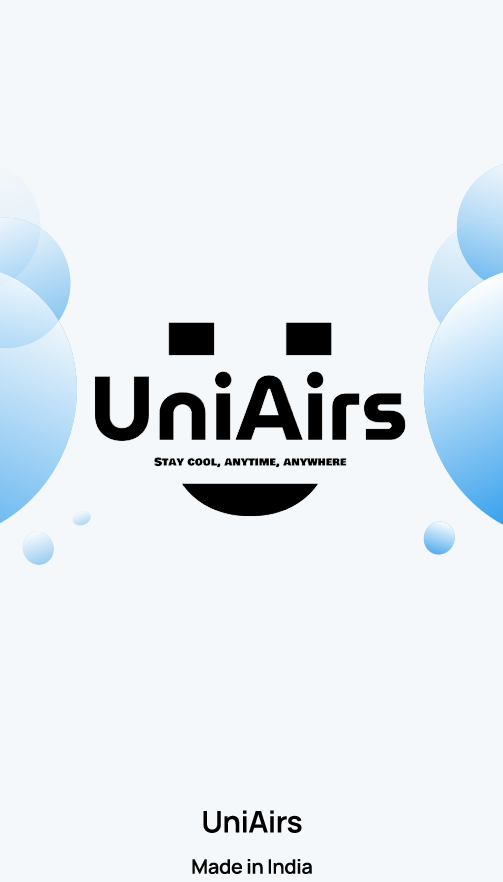 UniAirs
Stay cool, anytime, anywhere
UniAirs
Made in India